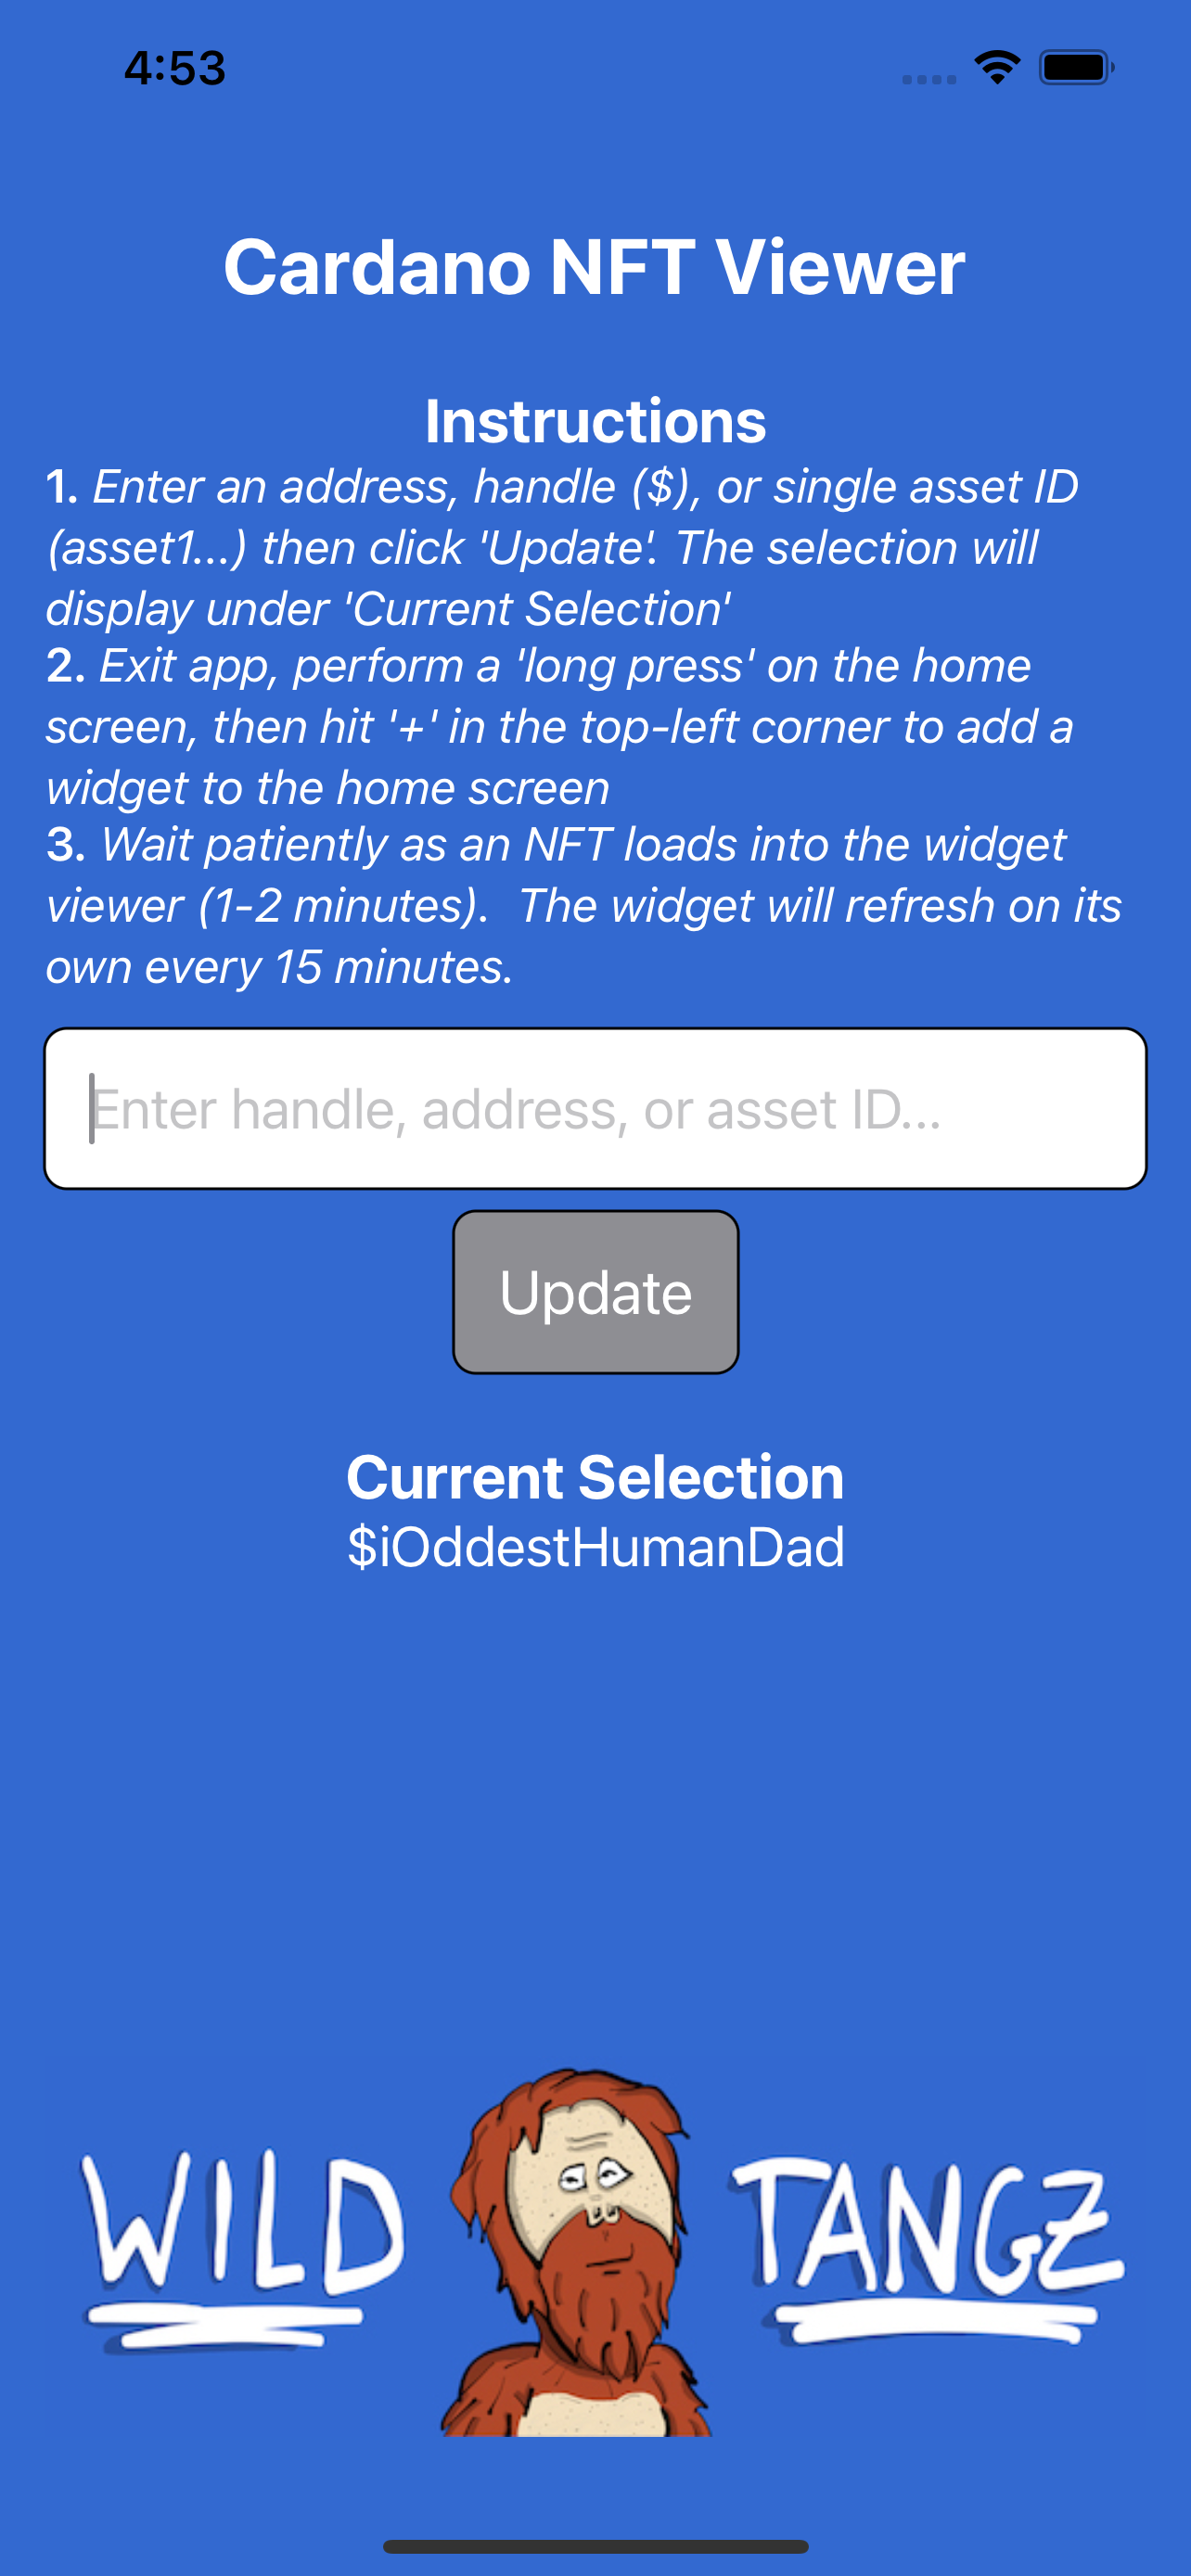 4:53
Cardano NFT Viewer
Instructions
1. Enter an address, handle ($), or single asset ID
(asset1...) then click 'Update'. The selection will
display under 'Current Selection'
2. Exit app, perform a 'long press' on the home
screen, then hit '+' in the top-left corner to add a
widget to the home screen
3. Wait patiently as an NFT loads into the widget
viewer (1-2 minutes).  The widget will refresh on its
own every 15 minutes.
Enter handle, address, or asset ID...
Update
Current Selection
$iOddestHumanDad
WILD TANGZ